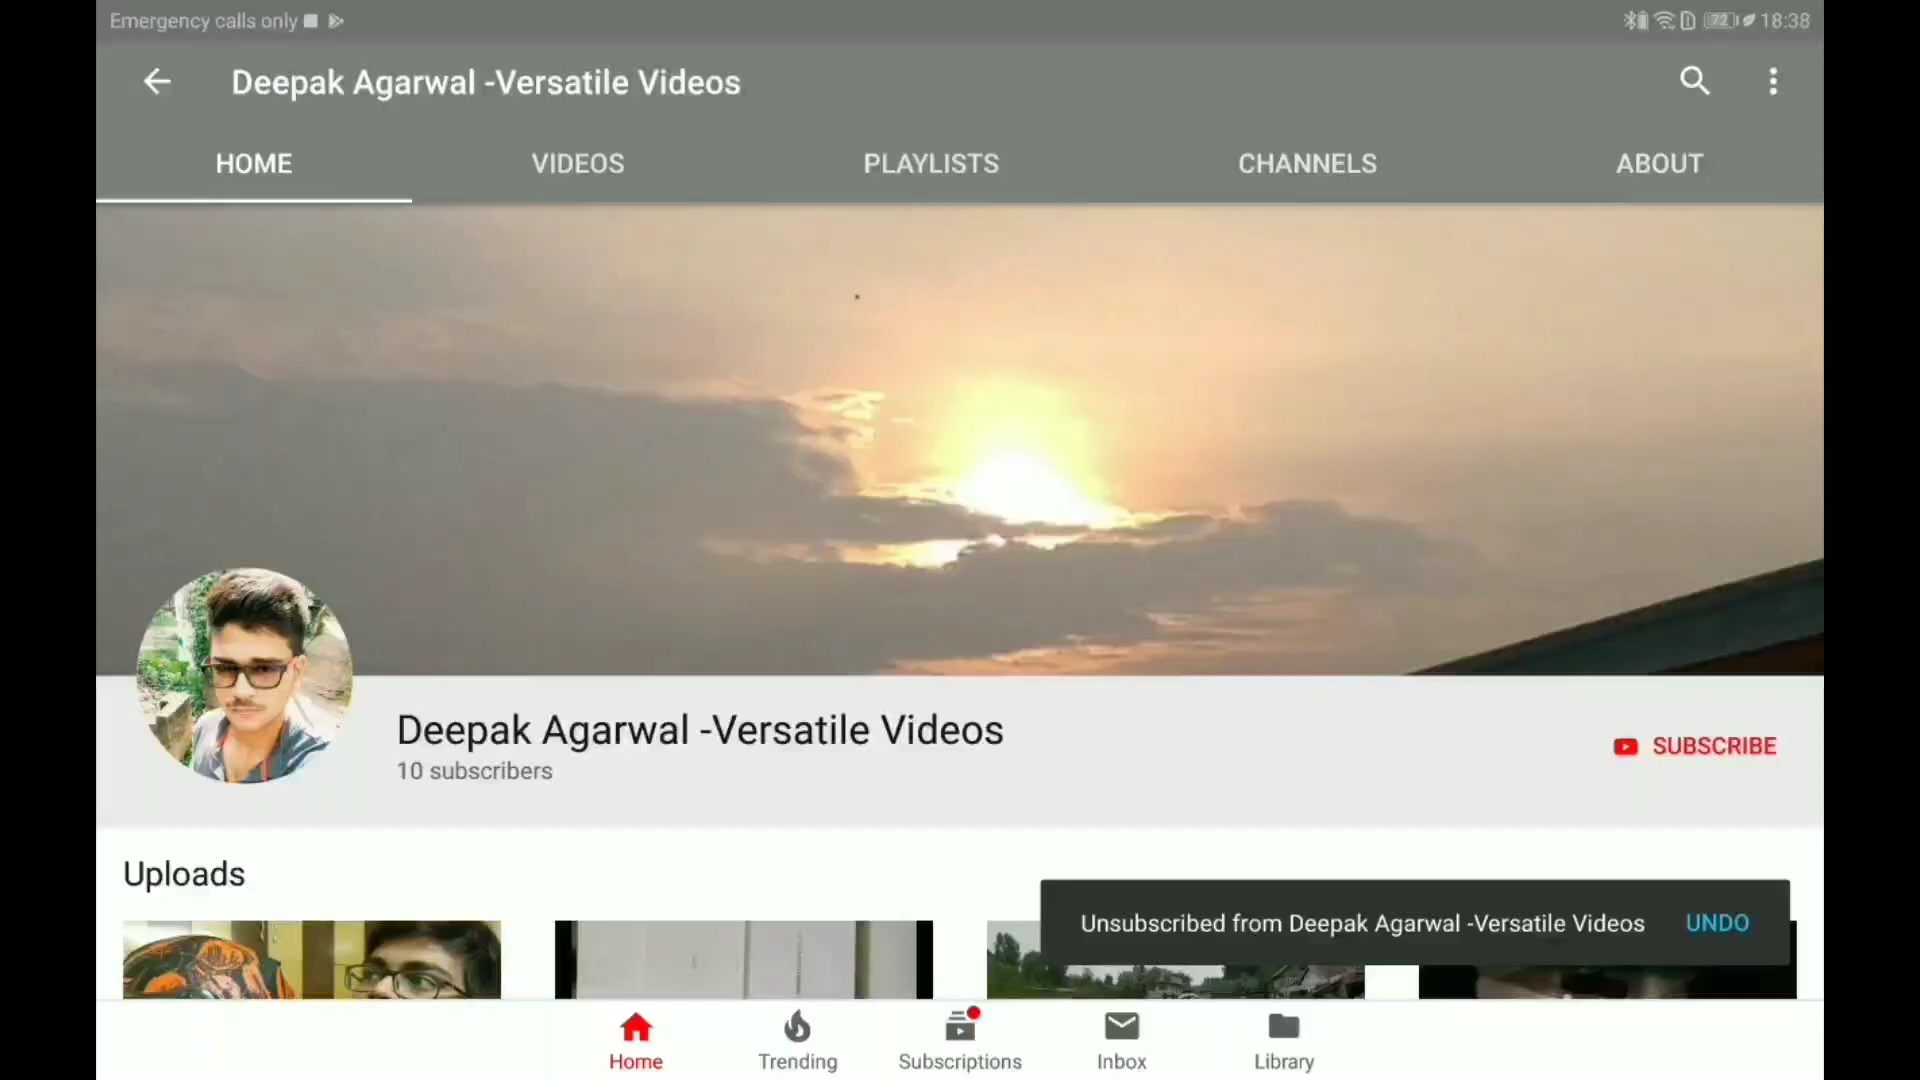 Emergency calls only
72 18:38
Deepak Agarwal -Versatile Videos
HOME VIDEOS PLAYLISTS CHANNELS ABOUT
Deepak Agarwal -Versatile Videos
10 subscribers
SUBSCRIBE
Uploads
Unsubscribed from Deepak Agarwal -Versatile Videos UNDO
Home Trending Subscriptions Inbox Library